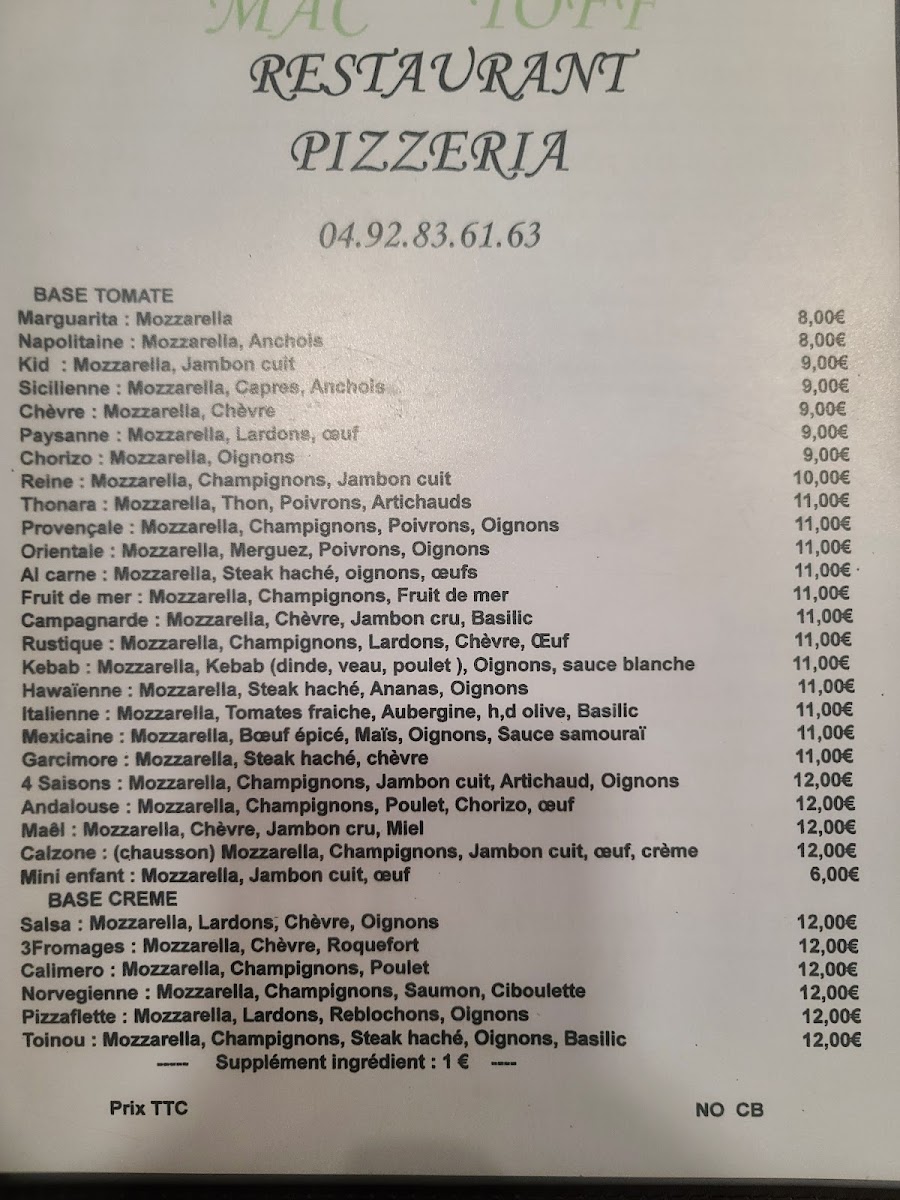 MAC TOFF
RESTAURANT
PIZZERIA
04.92.83.61.63
BASE TOMATE
Marguarita : Mozzarella 8,00€
Napolitaine : Mozzarella, Anchois 8,00€
Kid : Mozzarella, Jambon cuit 9,00€
Sicilienne : Mozzarella, Capres, Anchois 9,00€
Chèvre : Mozzarella, Chèvre 9,00€
Paysanne : Mozzarella, Lardons, œuf 9,00€
Chorizo : Mozzarella, Oignons 9,00€
Reine : Mozzarella, Champignons, Jambon cuit 10,00€
Thonara : Mozzarella, Thon, Poivrons, Artichauds 11,00€
Provençale : Mozzarella, Champignons, Poivrons, Oignons 11,00€
Orientale : Mozzarella, Merguez, Poivrons, Oignons 11,00€
Al carne : Mozzarella, Steak haché, oignons, œufs 11,00€
Fruit de mer : Mozzarella, Champignons, Fruit de mer 11,00€
Campagnarde : Mozzarella, Chèvre, Jambon cru, Basilic 11,00€
Rustique : Mozzarella, Champignons, Lardons, Chèvre, Œuf 11,00€
Kebab : Mozzarella, Kebab (dinde, veau, poulet ), Oignons, sauce blanche 11,00€
Hawaïenne : Mozzarella, Steak haché, Ananas, Oignons 11,00€
Italienne : Mozzarella, Tomates fraiche, Aubergine, h,d olive, Basilic 11,00€
Mexicaine : Mozzarella, Bœuf épicé, Maïs, Oignons, Sauce samouraï 11,00€
Garcimore : Mozzarella, Steak haché, chèvre 11,00€
4 Saisons : Mozzarella, Champignons, Jambon cuit, Artichaud, Oignons 12,00€
Andalouse : Mozzarella, Champignons, Poulet, Chorizo, œuf 12,00€
Maêl : Mozzarella, Chèvre, Jambon cru, Miel 12,00€
Calzone : (chausson) Mozzarella, Champignons, Jambon cuit, œuf, crème 12,00€
Mini enfant : Mozzarella, Jambon cuit, œuf 6,00€
BASE CREME
Salsa : Mozzarella, Lardons, Chèvre, Oignons 12,00€
3Fromages : Mozzarella, Chèvre, Roquefort 12,00€
Calimero : Mozzarella, Champignons, Poulet 12,00€
Norvegienne : Mozzarella, Champignons, Saumon, Ciboulette 12,00€
Pizzaflette : Mozzarella, Lardons, Reblochons, Oignons 12,00€
Toinou : Mozzarella, Champignons, Steak haché, Oignons, Basilic 12,00€
----- Supplément ingrédient : 1 € ----
Prix TTC NO CB